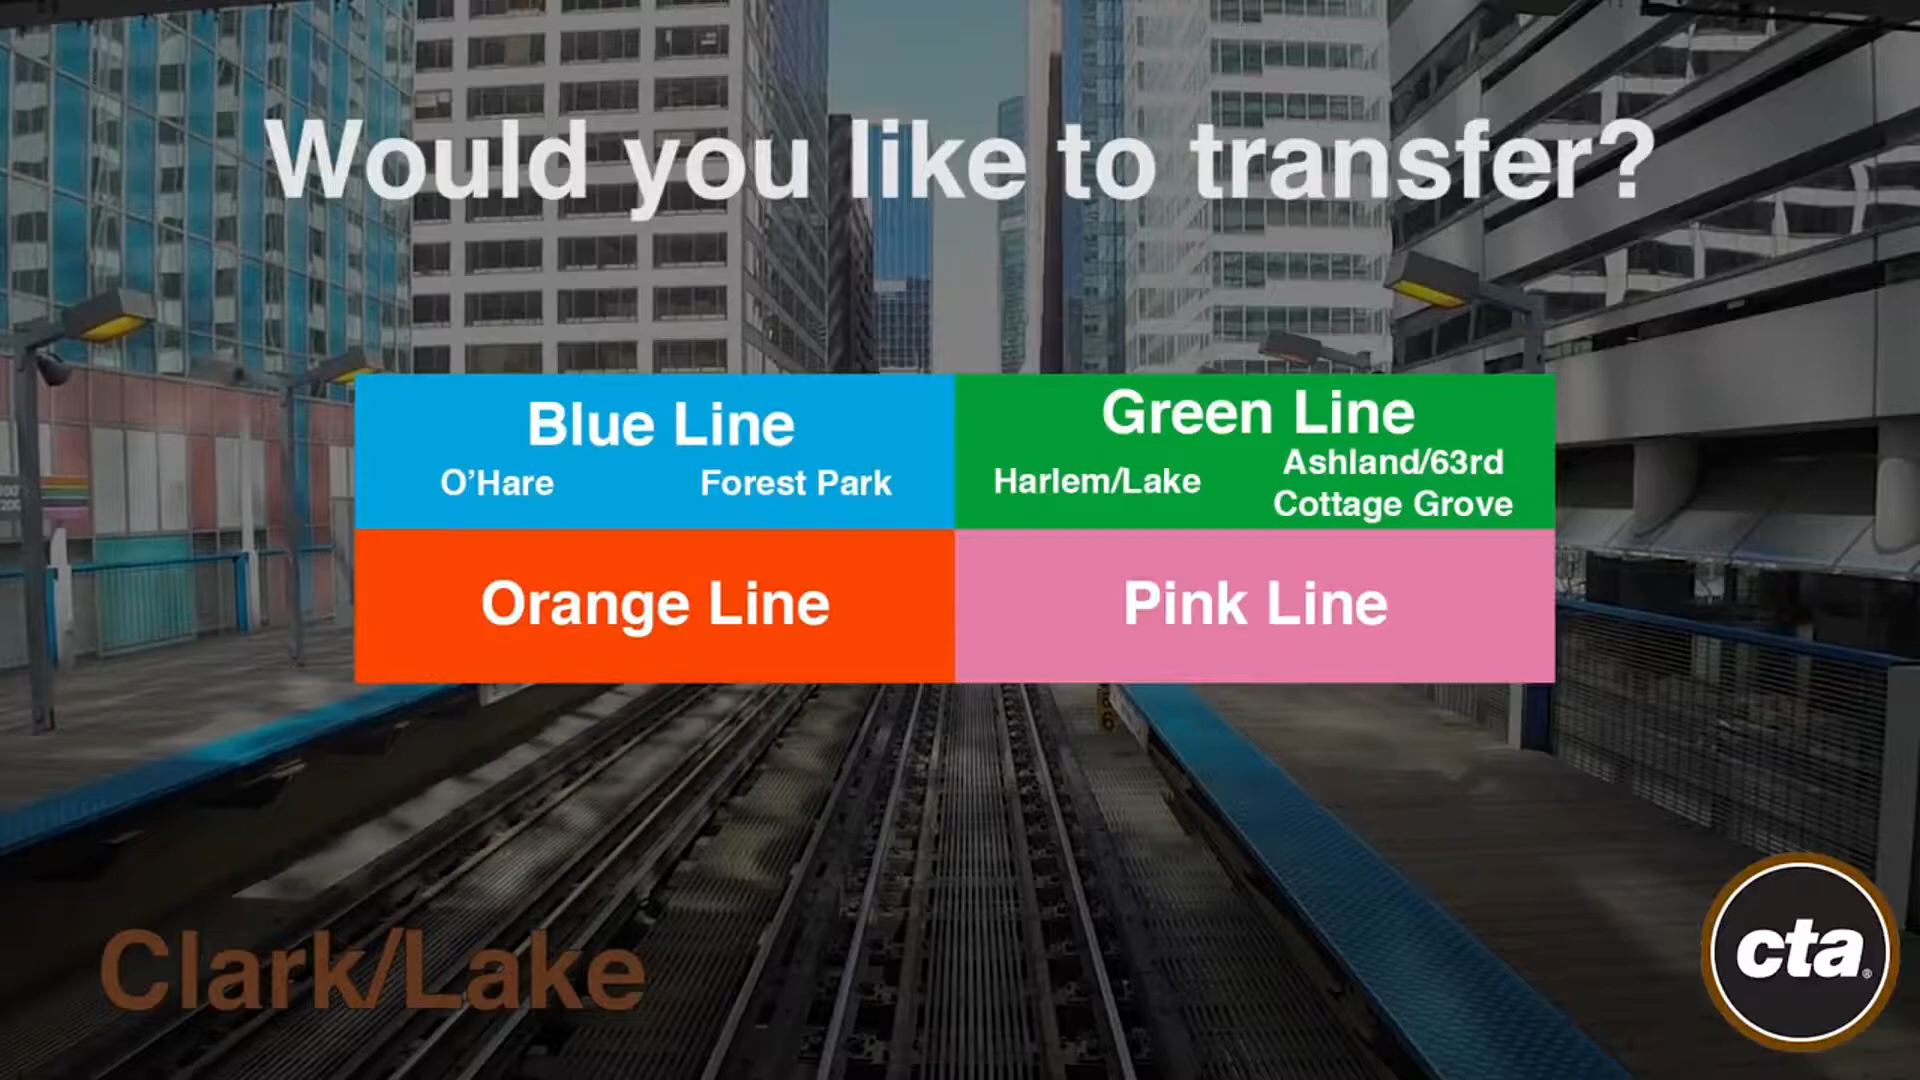 Would you like to transfer?
Blue Line
O’Hare
Forest Park
Green Line
Harlem/Lake
Ashland/63rd
Cottage Grove
Orange Line
Pink Line
Clark/Lake
cta